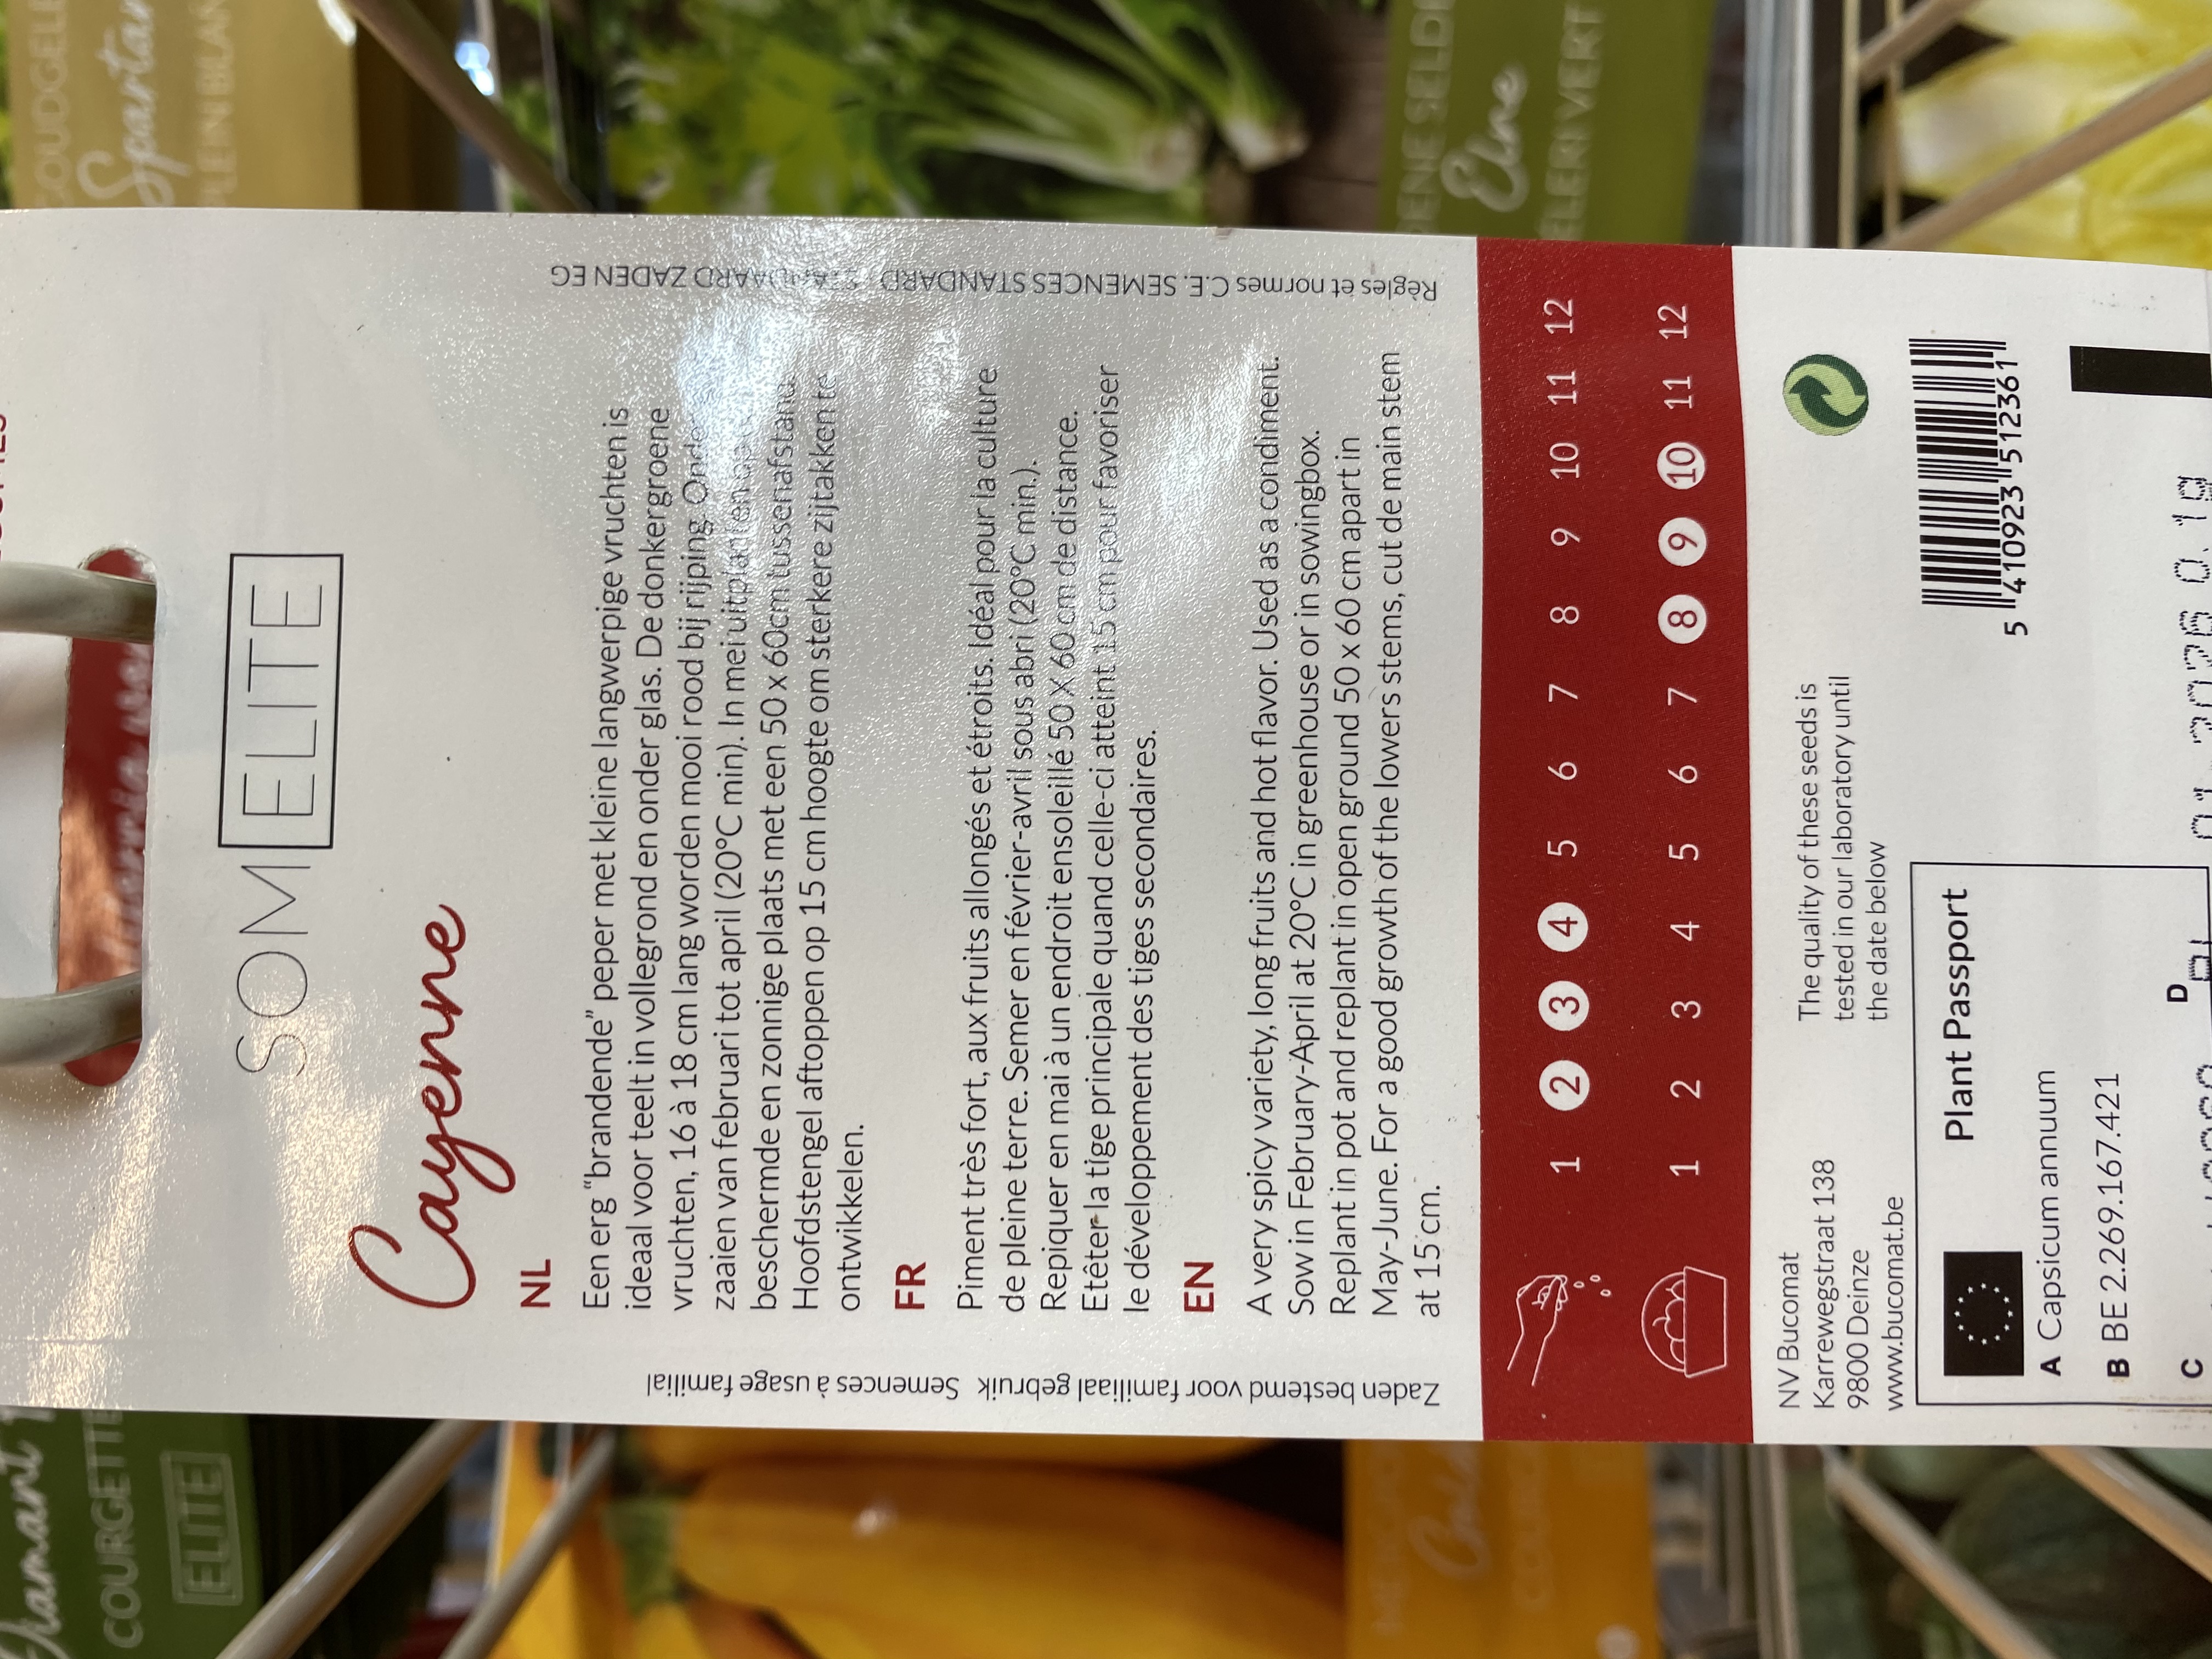 SOM ELITE
Cayenne
NL
Een erg "brandende" peper met kleine langwerpige vruchten is
ideaal voor teelt in vollegrond en onder glas. De donkergroene
vruchten, 16 à 18 cm lang worden mooi rood bij rijping. Onder
zaaien van februari tot april (20°C min). In mei uitplanten op
beschermde en zonnige plaats met een 50 x 60cm tussenafstand.
Hoofdstengel aftoppen op 15 cm hoogte om sterkere zijtakken te
ontwikkelen.
FR
Piment très fort, aux fruits allongés et étroits. Idéal pour la culture
de pleine terre. Semer en février-avril sous abri (20°C min.).
Repiquer en mai à un endroit ensoleillé 50 X 60 cm de distance.
Etêter la tige principale quand celle-ci atteint 15 cm pour favoriser
le développement des tiges secondaires.
EN
A very spicy variety, long fruits and hot flavor. Used as a condiment.
Sow in February-April at 20°C in greenhouse or in sowingbox.
Replant in pot and replant in open ground 50 x 60 cm apart in
May-June. For a good growth of the lowers stems, cut de main stem
at 15 cm.
Zaden bestemd voor familiaal gebruik Semences à usage familial
Règles et normes C.E. SEMENCES STANDARD STANDAARD ZADEN EG
1 2 3 4 5 6 7 8 9 10 11 12
1 2 3 4 5 6 7 8 9 10 11 12
NV Bucomat
Karrewegstraat 138
9800 Deinze
www.bucomat.be
The quality of these seeds is
tested in our laboratory until
the date below
Plant Passport
A Capsicum annuum
B BE 2.269.167.421
C
D
5 410923 512361
Spartan
Eline
ELERI VERT
COURGETTE
ELITE